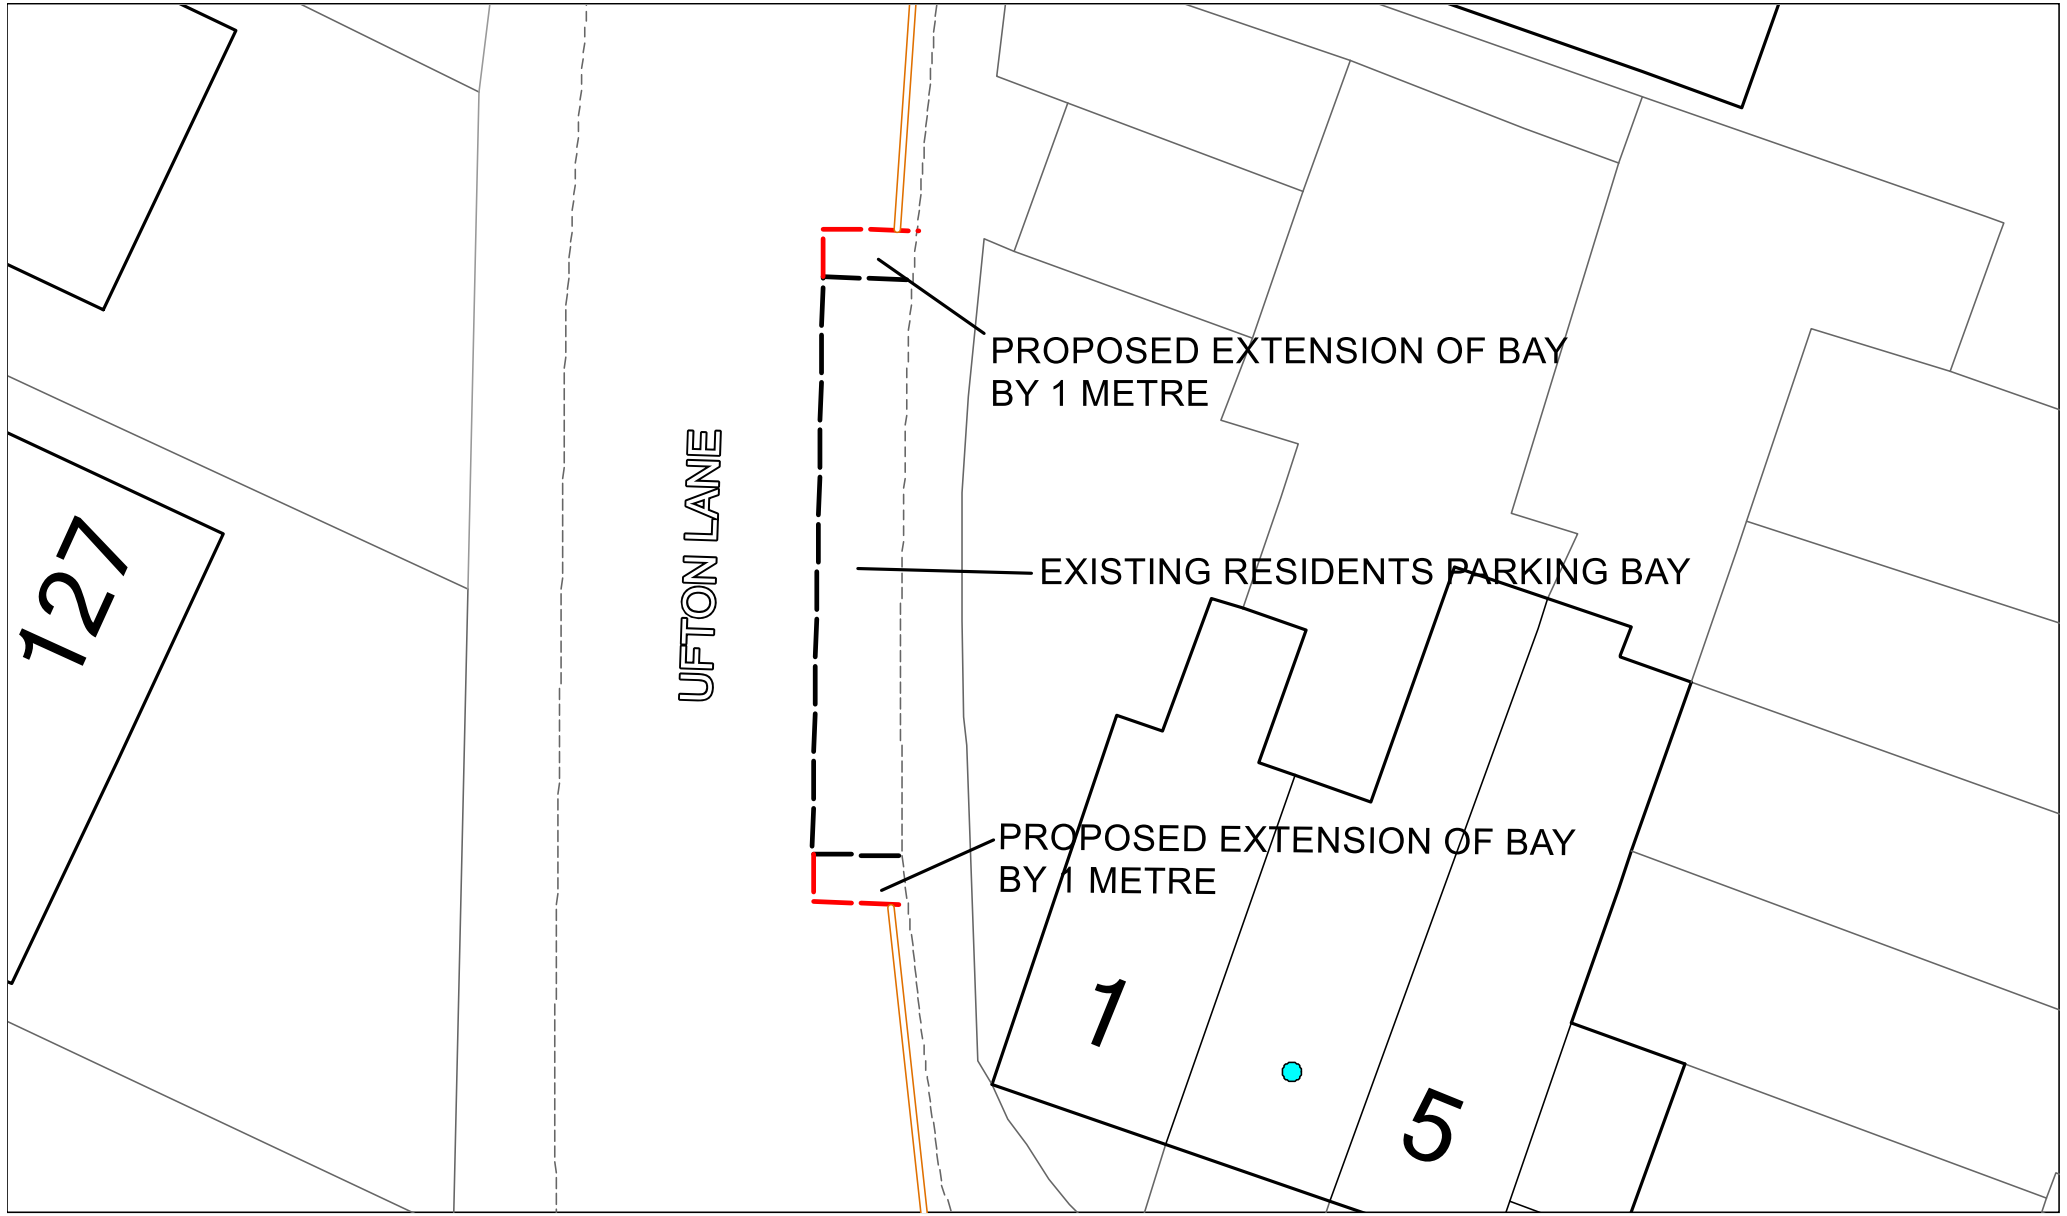 PROPOSED EXTENSION OF BAY
BY 1 METRE
UFTON LANE
127
EXISTING RESIDENTS PARKING BAY
PROPOSED EXTENSION OF BAY
BY 1 METRE
1
5